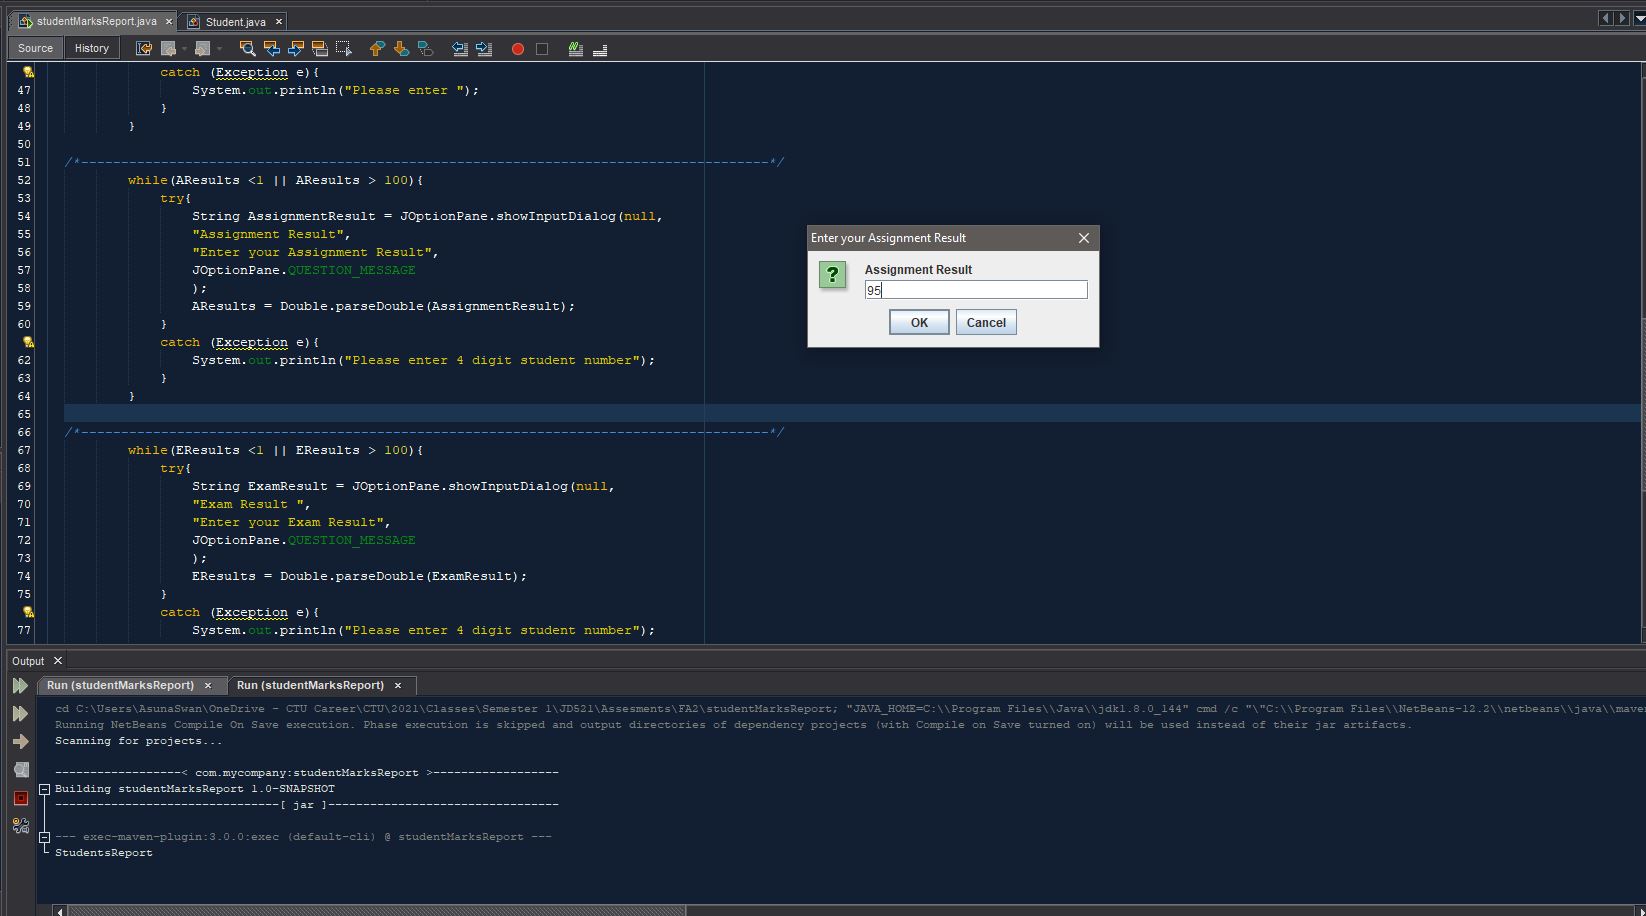 studentMarksReport.java × Student.java ×
Source History
catch (Exception e){
47 System.out.println("Please enter ");
48 }
49 }
50
51 /*--------------------------------------------------------------------------------------*/
52 while(AResults <1 || AResults > 100){
53 try{
54 String AssignmentResult = JOptionPane.showInputDialog(null,
55 "Assignment Result",
56 "Enter your Assignment Result",
57 JOptionPane.QUESTION_MESSAGE
58 );
59 AResults = Double.parseDouble(AssignmentResult);
60 }
catch (Exception e){
62 System.out.println("Please enter 4 digit student number");
63 }
64 }
65
66 /*--------------------------------------------------------------------------------------*/
67 while(EResults <1 || EResults > 100){
68 try{
69 String ExamResult = JOptionPane.showInputDialog(null,
70 "Exam Result ",
71 "Enter your Exam Result",
72 JOptionPane.QUESTION_MESSAGE
73 );
74 EResults = Double.parseDouble(ExamResult);
75 }
catch (Exception e){
77 System.out.println("Please enter 4 digit student number");
Enter your Assignment Result
Assignment Result
95
OK Cancel
Output ×
Run (studentMarksReport) × Run (studentMarksReport) ×
cd C:\Users\AsunaSwan\OneDrive - CTU Career\CTU\2021\Classes\Semester 1\JD521\Assesments\FA2\studentMarksReport; "JAVA_HOME=C:\\Program Files\\Java\\jdk1.8.0_144" cmd /c "\"C:\\Program Files\\NetBeans-12.2\\netbeans\\java\\maven
Running NetBeans Compile On Save execution. Phase execution is skipped and output directories of dependency projects (with Compile on Save turned on) will be used instead of their jar artifacts.
Scanning for projects...
------------------< com.mycompany:studentMarksReport >------------------
Building studentMarksReport 1.0-SNAPSHOT
--------------------------------[ jar ]---------------------------------
--- exec-maven-plugin:3.0.0:exec (default-cli) @ studentMarksReport ---
StudentsReport